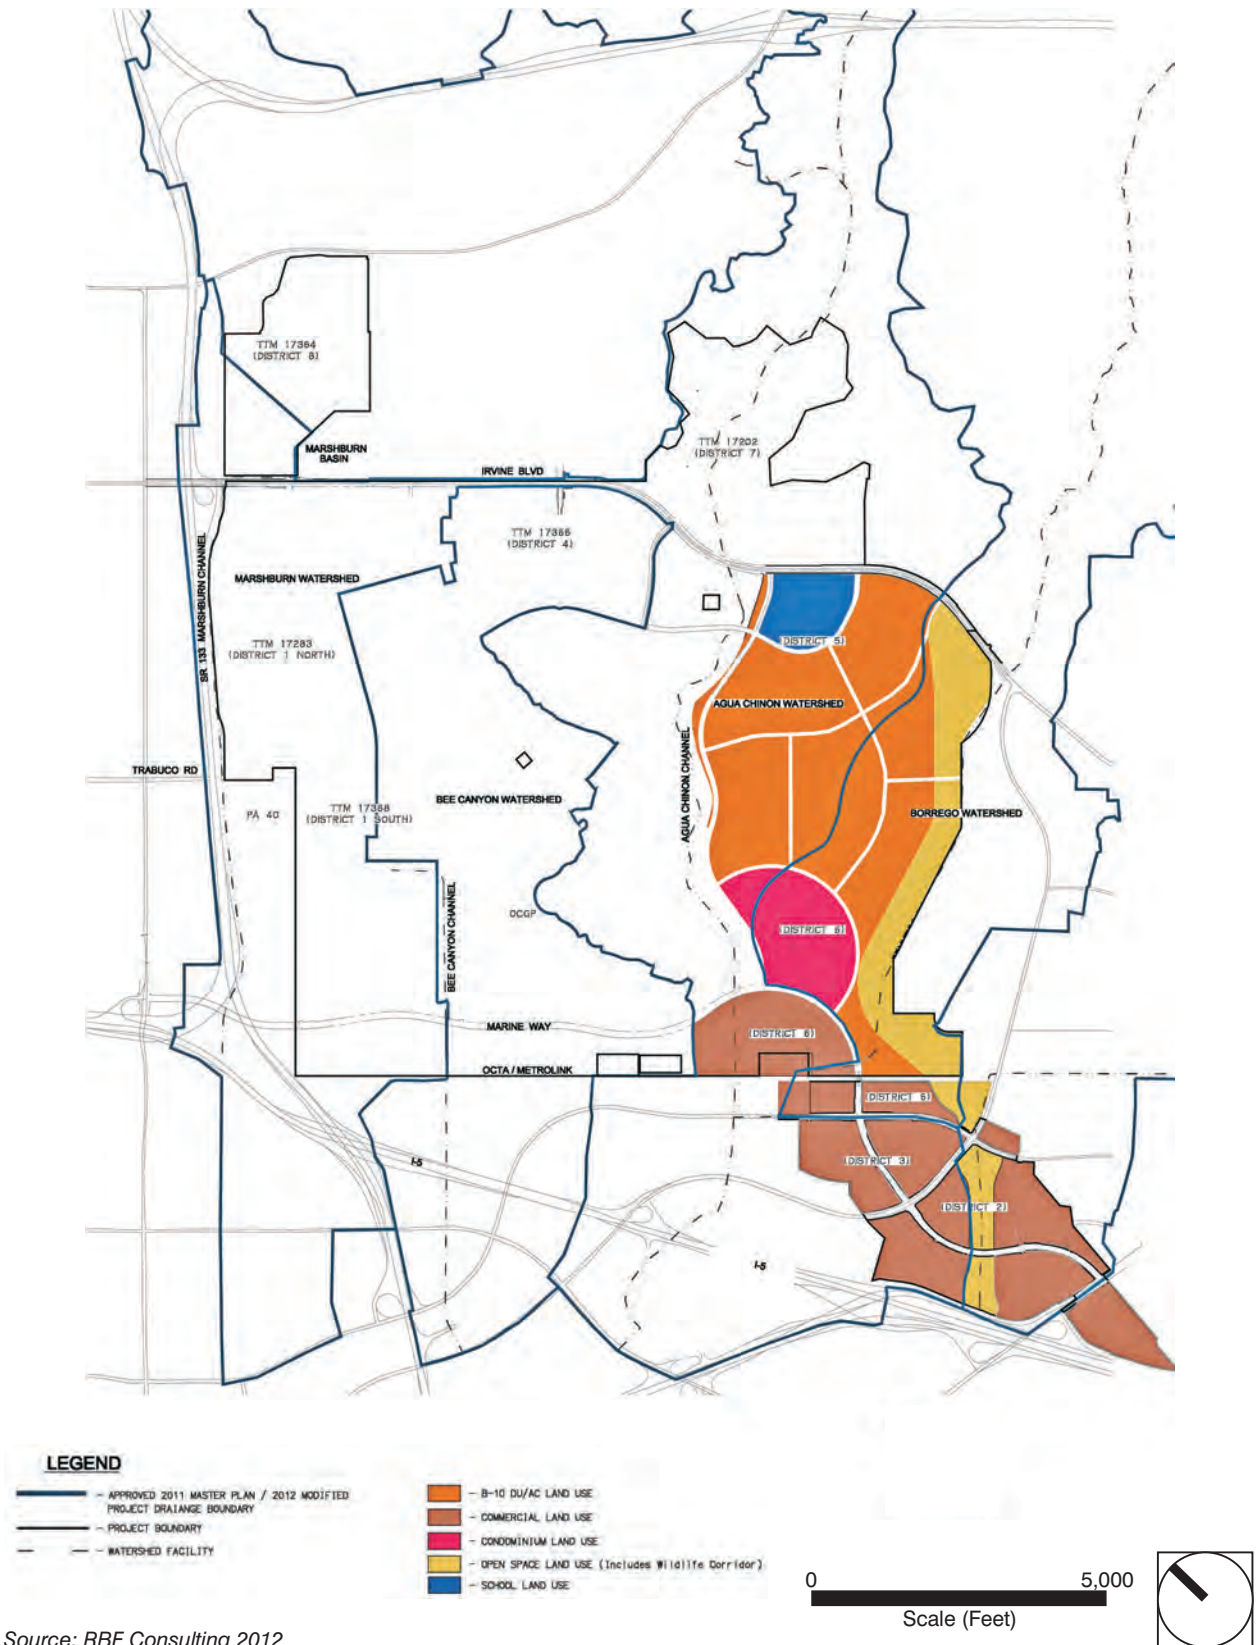 TTM 17364
(DISTRICT 8)
MARSHBURN
BASIN
IRVINE BLVD
TTM 17202
(DISTRICT 7)
TTM 17366
(DISTRICT 4)
SR 133 MARSHBURN CHANNEL
MARSHBURN WATERSHED
TTM 17283
(DISTRICT 1 NORTH)
(DISTRICT 5)
AGUA CHINON WATERSHED
AGUA CHINON CHANNEL
TRABUCO RD
PA 40
TTM 17368
(DISTRICT 1 SOUTH)
BEE CANYON WATERSHED
BORREGO WATERSHED
BEE CANYON CHANNEL
OCGP
(DISTRICT 6)
MARINE WAY
(DISTRICT 6)
OCTA / METROLINK
(DISTRICT 6)
I-5
(DISTRICT 3)
(DISTRICT 2)
I-5
LEGEND
- APPROVED 2011 MASTER PLAN / 2012 MODIFIED
PROJECT DRAIANGE BOUNDARY
- PROJECT BOUNDARY
- WATERSHED FACILITY
- 8-10 DU/AC LAND USE
- COMMERCIAL LAND USE
- CONDOMINIUM LAND USE
- OPEN SPACE LAND USE (Includes Wildlife Corridor)
- SCHOOL LAND USE
0 5,000
Scale (Feet)
Source: RBF Consulting 2012